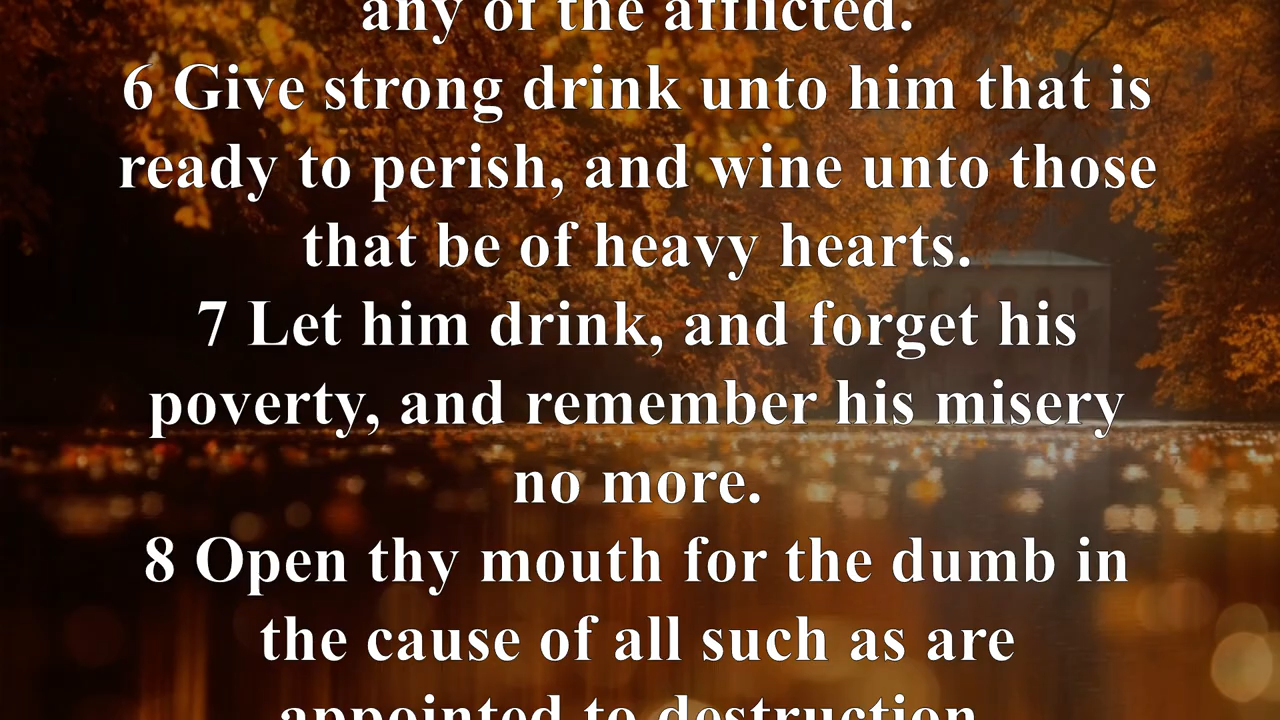 any of the afflicted.
6 Give strong drink unto him that is
ready to perish, and wine unto those
that be of heavy hearts.
7 Let him drink, and forget his
poverty, and remember his misery
no more.
8 Open thy mouth for the dumb in
the cause of all such as are
appointed to destruction